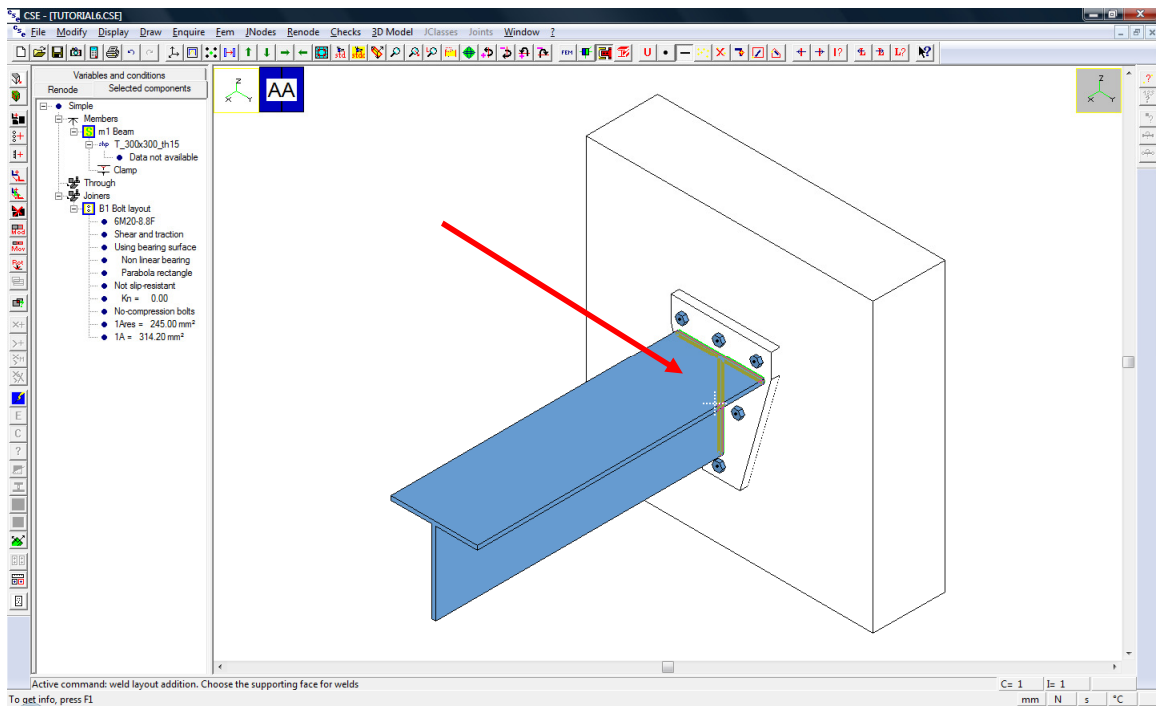 CSE - [TUTORIAL6.CSE]
File Modify Display Draw Enquire Fem JNodes Renode Checks 3D Model JClasses Joints Window ?
Variables and conditions
Renode Selected components
Simple
Members
m1 Beam
shp T_300x300_th15
Data not available
Clamp
Through
Joiners
B1 Bolt layout
6M20-8.8F
Shear and traction
Using bearing surface
Non linear bearing
Parabola rectangle
Not slip-resistant
Kn = 0.00
No-compression bolts
1Ares = 245.00 mm²
1A = 314.20 mm²
Z
X Y
AA
Z
X Y
Active command: weld layout addition. Choose the supporting face for welds
C= 1 I= 1
To get info, press F1
mm N s °C